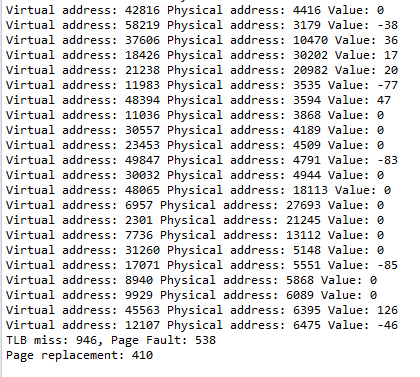 Virtual address: 42816 Physical address: 4416 Value: 0
Virtual address: 58219 Physical address: 3179 Value: -38
Virtual address: 37606 Physical address: 10470 Value: 36
Virtual address: 18426 Physical address: 30202 Value: 17
Virtual address: 21238 Physical address: 20982 Value: 20
Virtual address: 11983 Physical address: 3535 Value: -77
Virtual address: 48394 Physical address: 3594 Value: 47
Virtual address: 11036 Physical address: 3868 Value: 0
Virtual address: 30557 Physical address: 4189 Value: 0
Virtual address: 23453 Physical address: 4509 Value: 0
Virtual address: 49847 Physical address: 4791 Value: -83
Virtual address: 30032 Physical address: 4944 Value: 0
Virtual address: 48065 Physical address: 18113 Value: 0
Virtual address: 6957 Physical address: 27693 Value: 0
Virtual address: 2301 Physical address: 21245 Value: 0
Virtual address: 7736 Physical address: 13112 Value: 0
Virtual address: 31260 Physical address: 5148 Value: 0
Virtual address: 17071 Physical address: 5551 Value: -85
Virtual address: 8940 Physical address: 5868 Value: 0
Virtual address: 9929 Physical address: 6089 Value: 0
Virtual address: 45563 Physical address: 6395 Value: 126
Virtual address: 12107 Physical address: 6475 Value: -46
TLB miss: 946, Page Fault: 538
Page replacement: 410